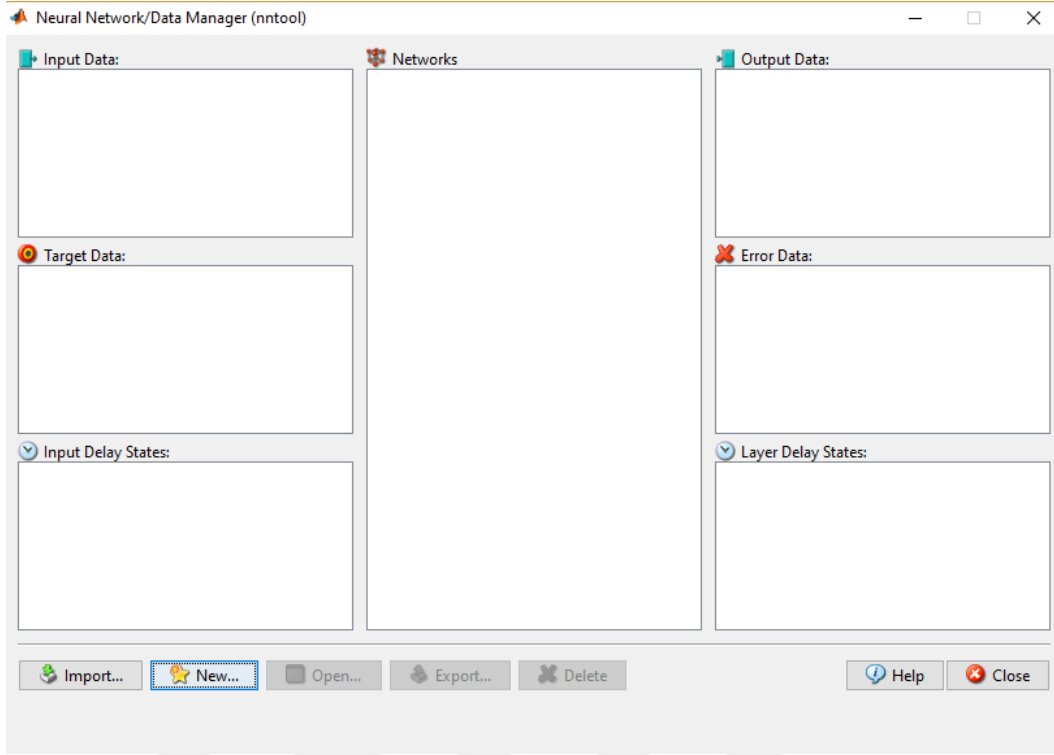 Neural Network/Data Manager (nntool)
Input Data:
Networks
Output Data:
Target Data:
Error Data:
Input Delay States:
Layer Delay States:
Import...
New...
Open...
Export...
Delete
Help
Close